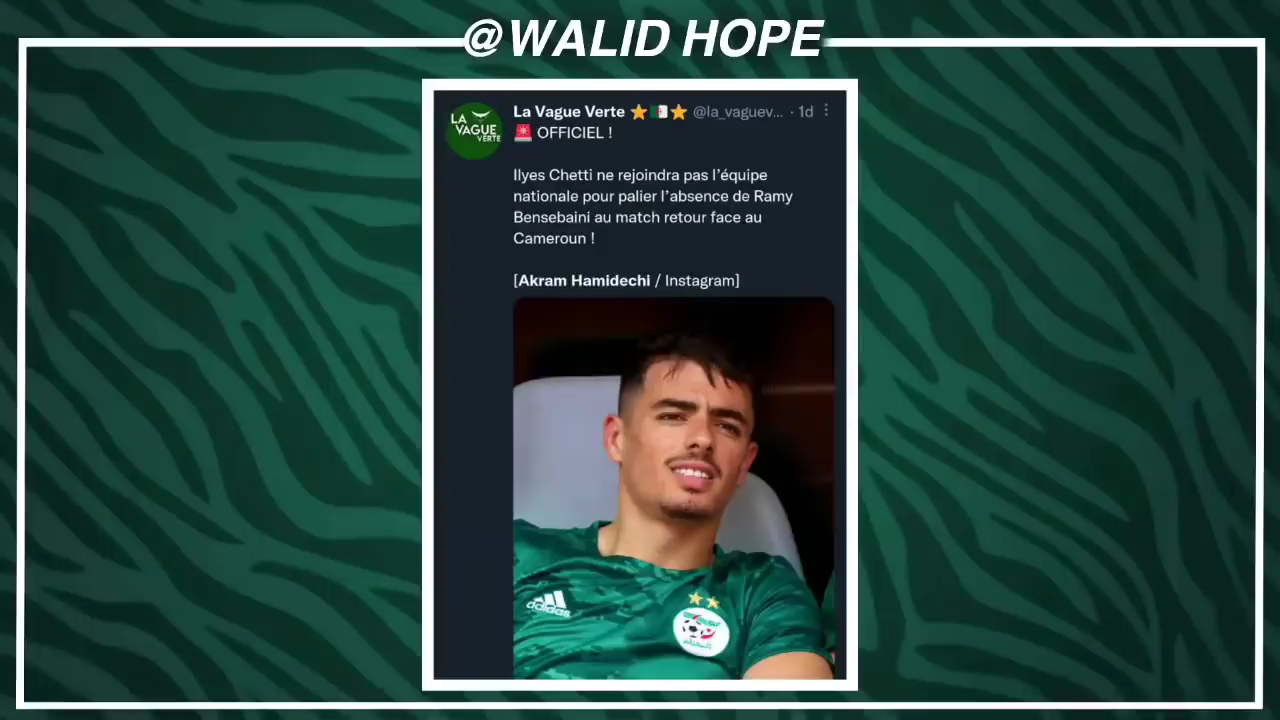 @WALID HOPE
La Vague Verte ⭐🇩🇿⭐ @la_vaguev... · 1d
LA VAGUE VERTE
🚨 OFFICIEL !
Ilyes Chetti ne rejoindra pas l'équipe
nationale pour palier l'absence de Ramy
Bensebaini au match retour face au
Cameroun !
[Akram Hamidechi / Instagram]
adidas